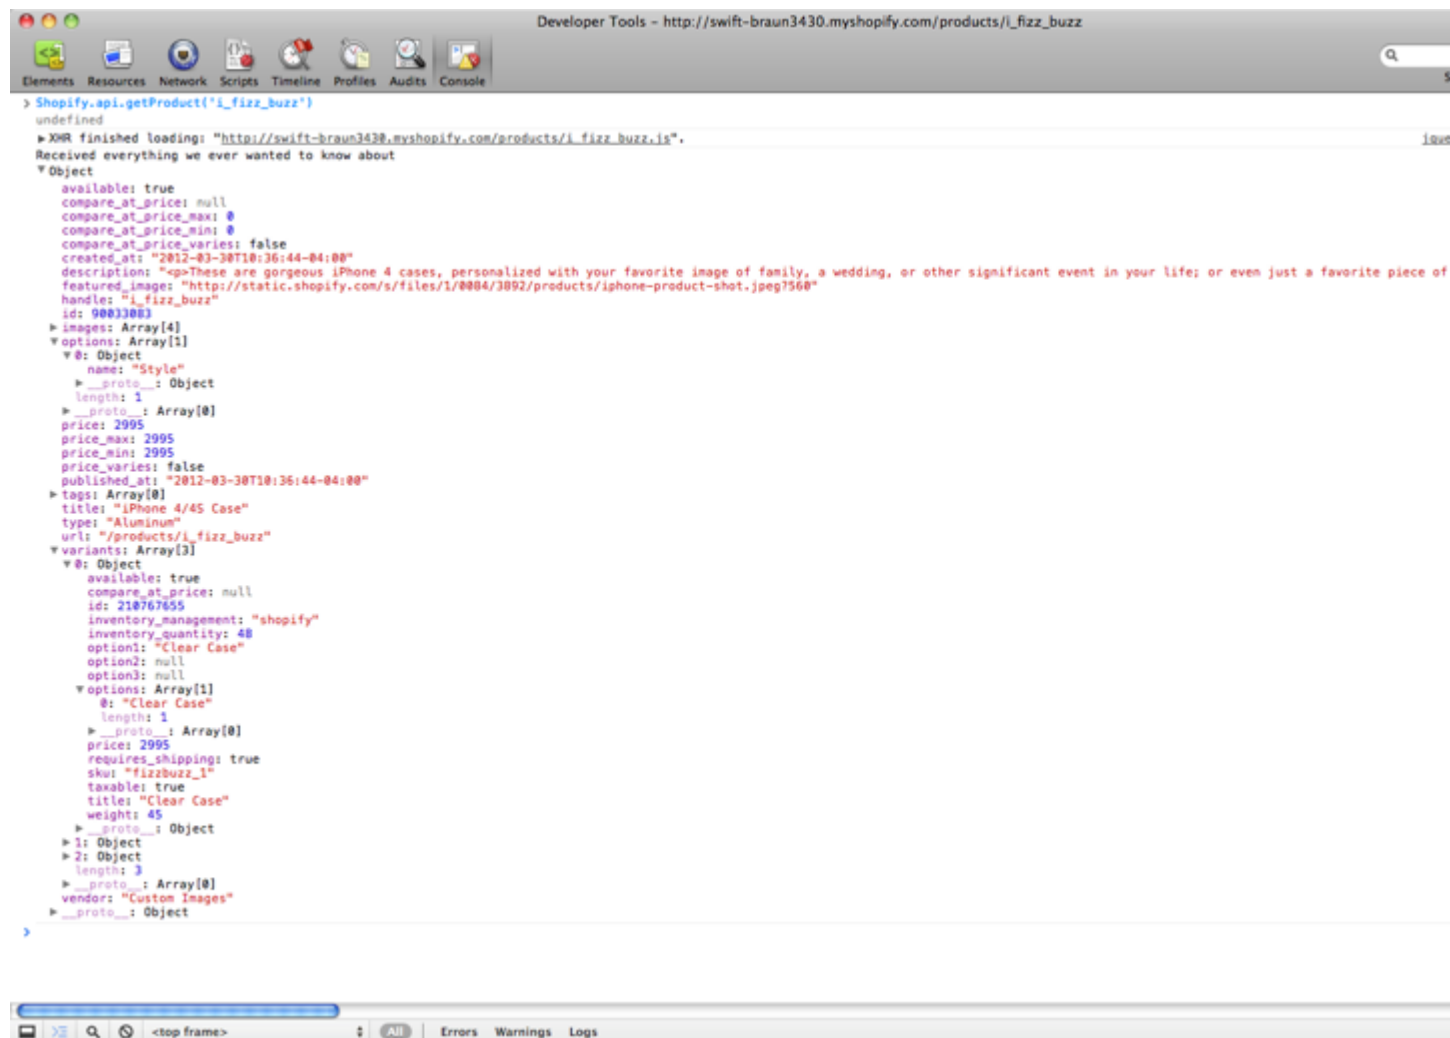 Developer Tools - http://swift-braun3430.myshopify.com/products/i_fizz_buzz
Elements Resources Network Scripts Timeline Profiles Audits Console
> Shopify.api.getProduct('i_fizz_buzz')
undefined
▶XHR finished loading: "http://swift-braun3430.myshopify.com/products/i_fizz_buzz.js". jque
Received everything we ever wanted to know about
▼Object
available: true
compare_at_price: null
compare_at_price_max: 0
compare_at_price_min: 0
compare_at_price_varies: false
created_at: "2012-03-30T10:36:44-04:00"
description: "<p>These are gorgeous iPhone 4 cases, personalized with your favorite image of family, a wedding, or other significant event in your life; or even just a favorite piece of
featured_image: "http://static.shopify.com/s/files/1/0084/3892/products/iphone-product-shot.jpeg?560"
handle: "i_fizz_buzz"
id: 90033083
▶images: Array[4]
▼options: Array[1]
▼0: Object
name: "Style"
▶__proto__: Object
length: 1
▶__proto__: Array[0]
price: 2995
price_max: 2995
price_min: 2995
price_varies: false
published_at: "2012-03-30T10:36:44-04:00"
▶tags: Array[0]
title: "iPhone 4/4S Case"
type: "Aluminum"
url: "/products/i_fizz_buzz"
▼variants: Array[3]
▼0: Object
available: true
compare_at_price: null
id: 210767655
inventory_management: "shopify"
inventory_quantity: 48
option1: "Clear Case"
option2: null
option3: null
▼options: Array[1]
0: "Clear Case"
length: 1
▶__proto__: Array[0]
price: 2995
requires_shipping: true
sku: "fizzbuzz_1"
taxable: true
title: "Clear Case"
weight: 45
▶__proto__: Object
▶1: Object
▶2: Object
length: 3
▶__proto__: Array[0]
vendor: "Custom Images"
▶__proto__: Object
>
<top frame> All Errors Warnings Logs